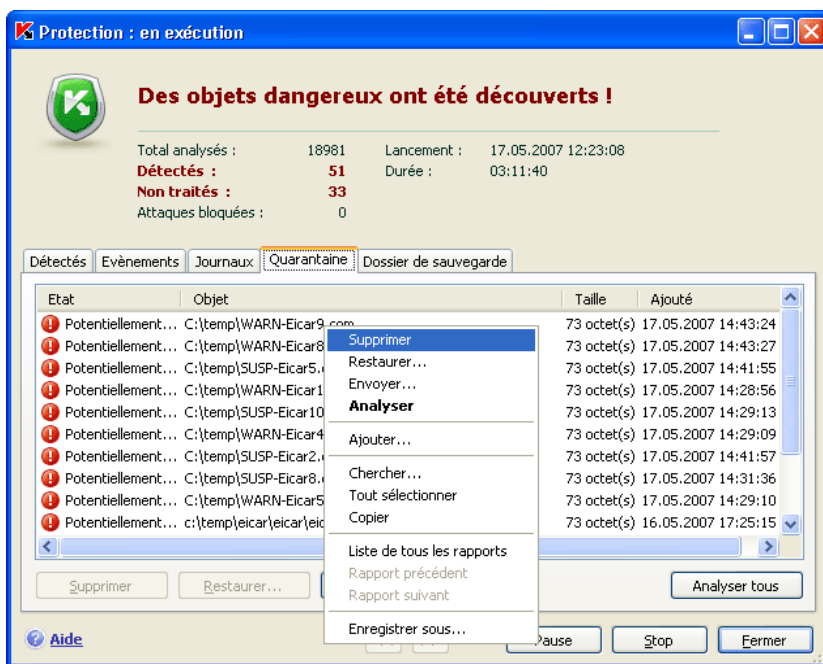 Protection : en exécution
Des objets dangereux ont été découverts !
Total analysés : 18981 Lancement : 17.05.2007 12:23:08
Détectés : 51 Durée : 03:11:40
Non traités : 33
Attaques bloquées : 0
Détectés Evènements Journaux Quarantaine Dossier de sauvegarde
Etat Objet Taille Ajouté
Potentiellement... C:\temp\WARN-Eicar9.com 73 octet(s) 17.05.2007 14:43:24
Potentiellement... C:\temp\WARN-Eicar8 73 octet(s) 17.05.2007 14:43:27
Potentiellement... C:\temp\SUSP-Eicar5. 73 octet(s) 17.05.2007 14:41:55
Potentiellement... C:\temp\WARN-Eicar1 73 octet(s) 17.05.2007 14:28:56
Potentiellement... C:\temp\SUSP-Eicar10 73 octet(s) 17.05.2007 14:29:13
Potentiellement... C:\temp\WARN-Eicar4 73 octet(s) 17.05.2007 14:29:09
Potentiellement... C:\temp\SUSP-Eicar2. 73 octet(s) 17.05.2007 14:41:57
Potentiellement... C:\temp\SUSP-Eicar8. 73 octet(s) 17.05.2007 14:31:36
Potentiellement... C:\temp\WARN-Eicar5 73 octet(s) 17.05.2007 14:29:10
Potentiellement... c:\temp\eicar\eicar\eic 73 octet(s) 16.05.2007 17:25:15
Supprimer
Restaurer...
Envoyer...
Analyser
Ajouter...
Chercher...
Tout sélectionner
Copier
Liste de tous les rapports
Rapport précédent
Rapport suivant
Enregistrer sous...
Supprimer Restaurer... Analyser tous
Aide Pause Stop Fermer